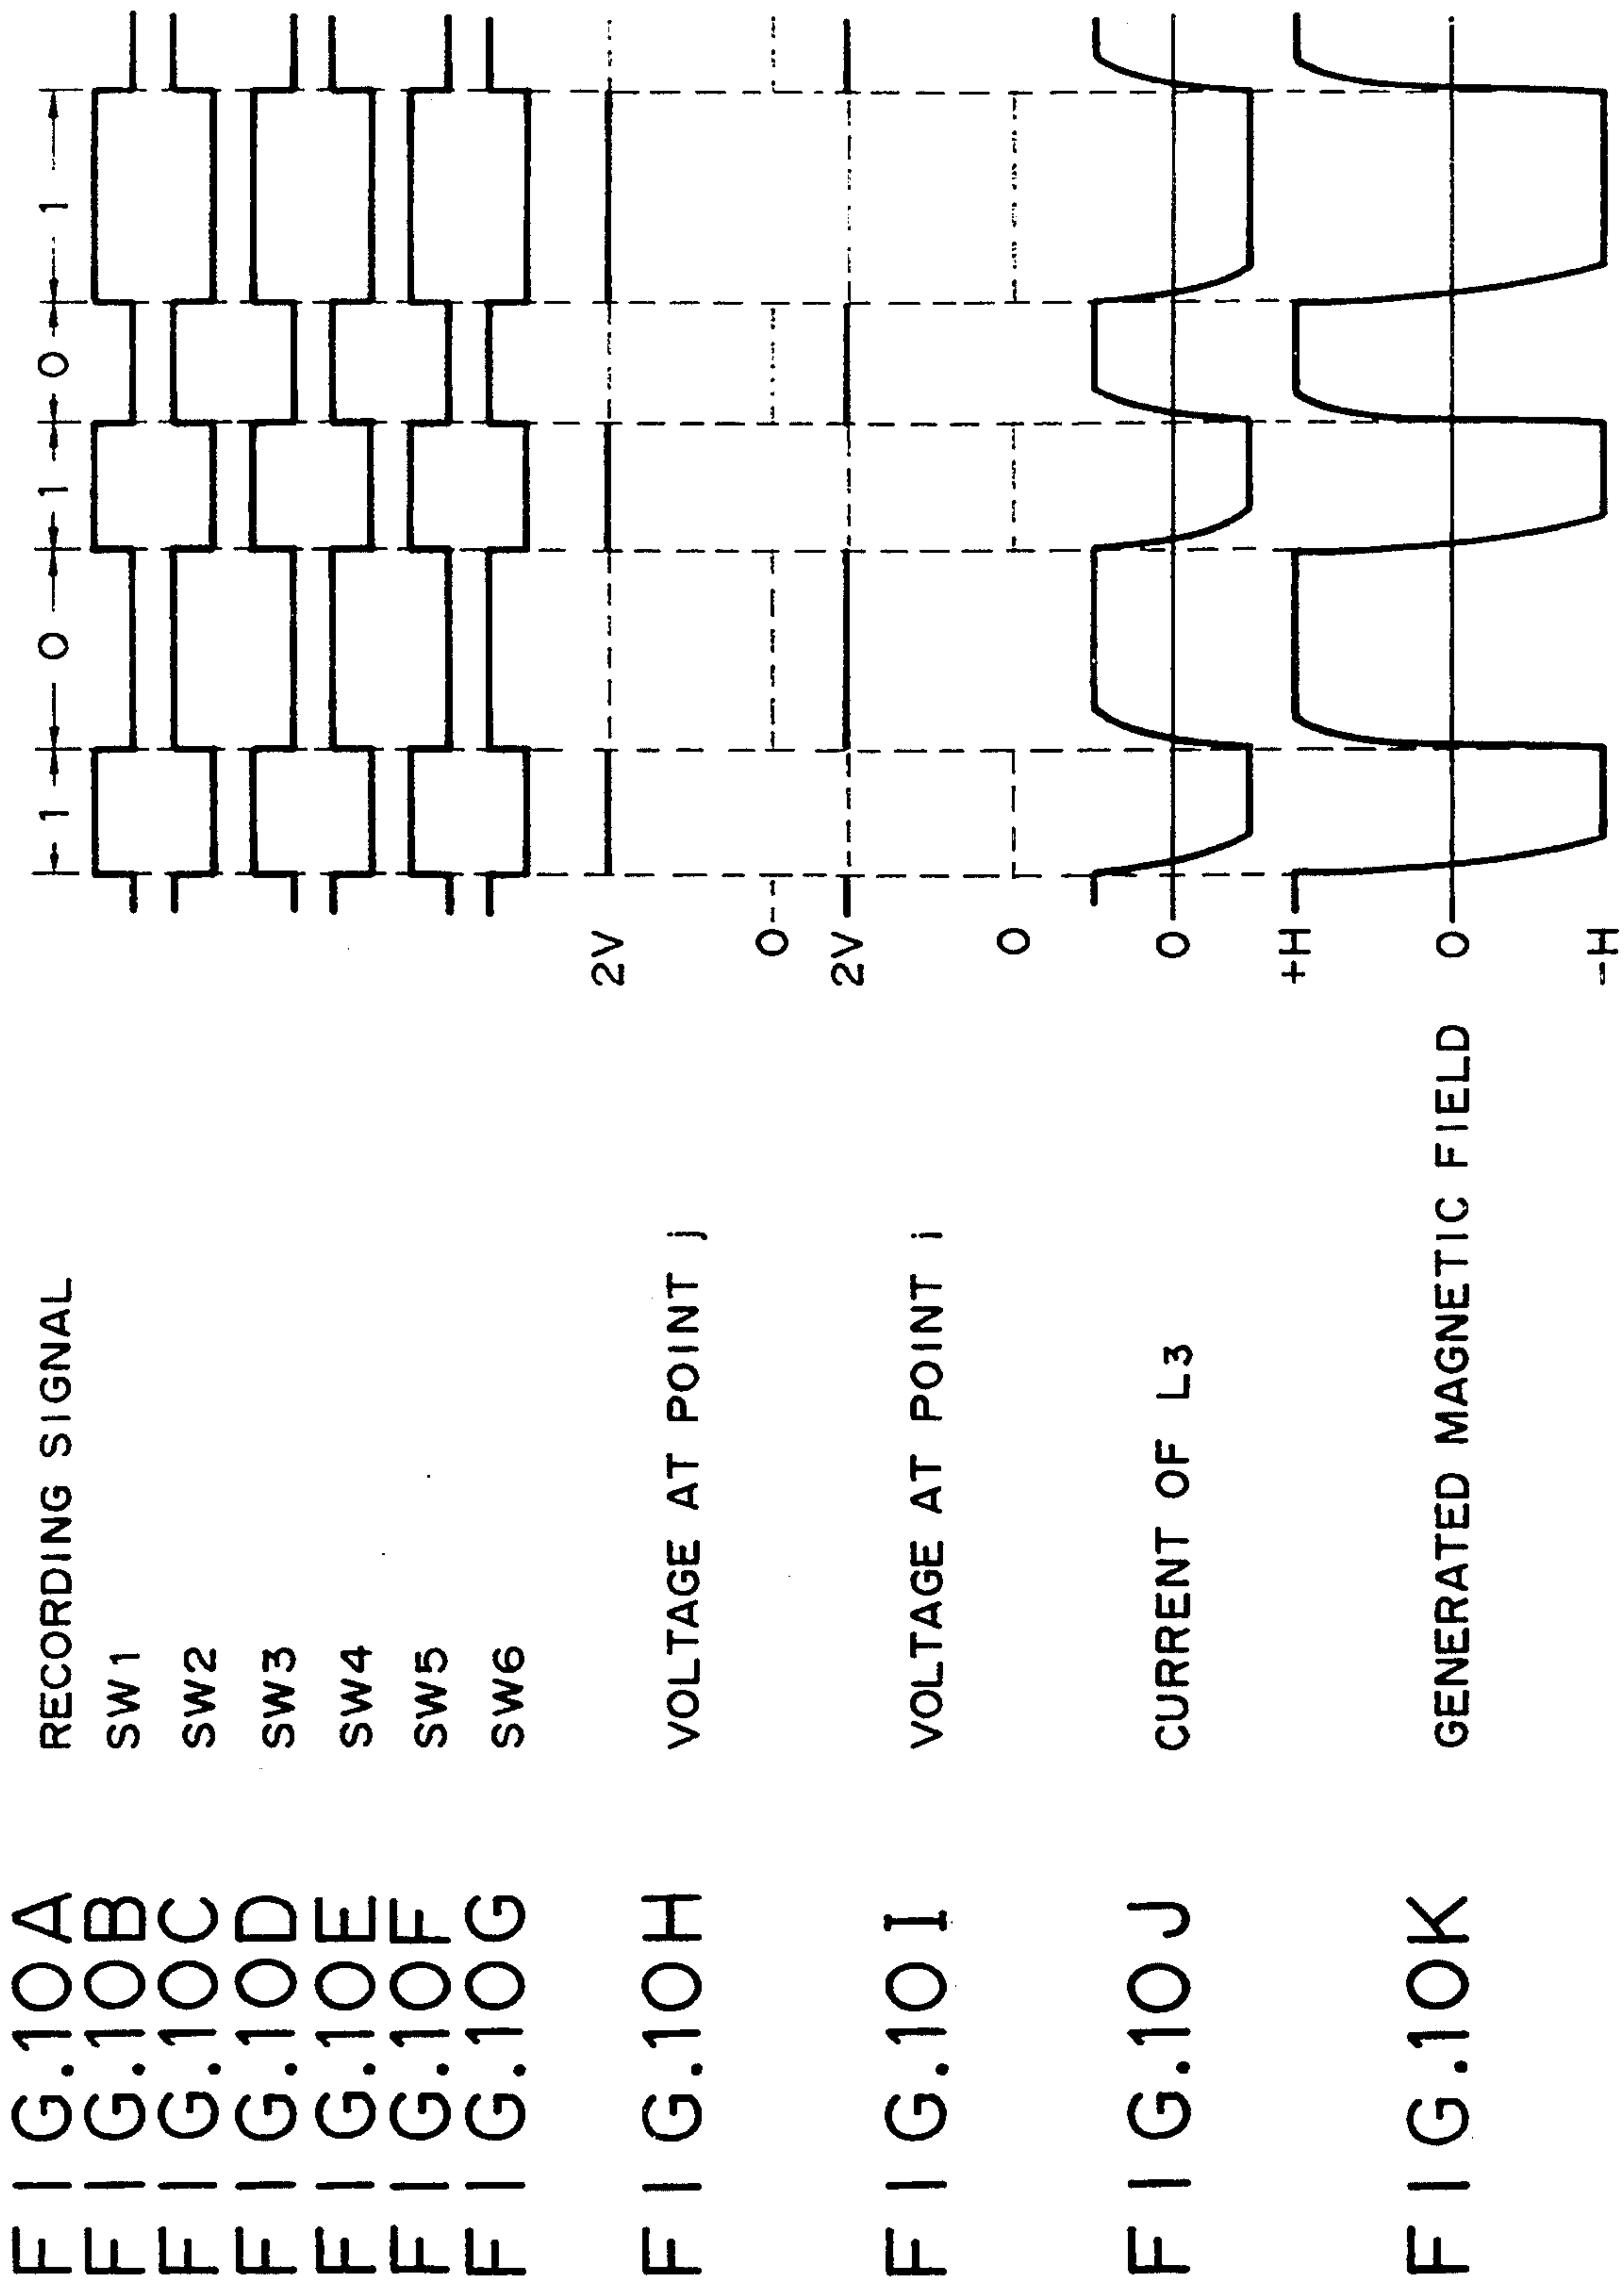 FIG.10A RECORDING SIGNAL 1 0 1 0 1
FIG.10B SW1
FIG.10C SW2
FIG.10D SW3
FIG.10E SW4
FIG.10F SW5
FIG.10G SW6
2V
FIG.10H VOLTAGE AT POINT j
0
2V
FIG.10I VOLTAGE AT POINT i
0
FIG.10J CURRENT OF L3 0
+H
FIG.10K GENERATED MAGNETIC FIELD 0
-H